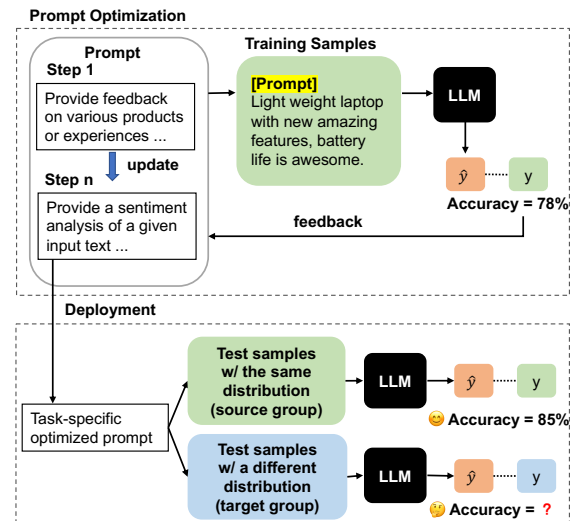 Prompt Optimization
Prompt
Step 1
Provide feedback
on various products
or experiences ...
update
Step n
Provide a sentiment
analysis of a given
input text ...
Training Samples
[Prompt]
Light weight laptop
with new amazing
features, battery
life is awesome.
LLM
ŷ
y
Accuracy = 78%
feedback
Deployment
Task-specific
optimized prompt
Test samples
w/ the same
distribution
(source group)
LLM
ŷ
y
😊 Accuracy = 85%
Test samples
w/ a different
distribution
(target group)
LLM
ŷ
y
🤔 Accuracy = ?